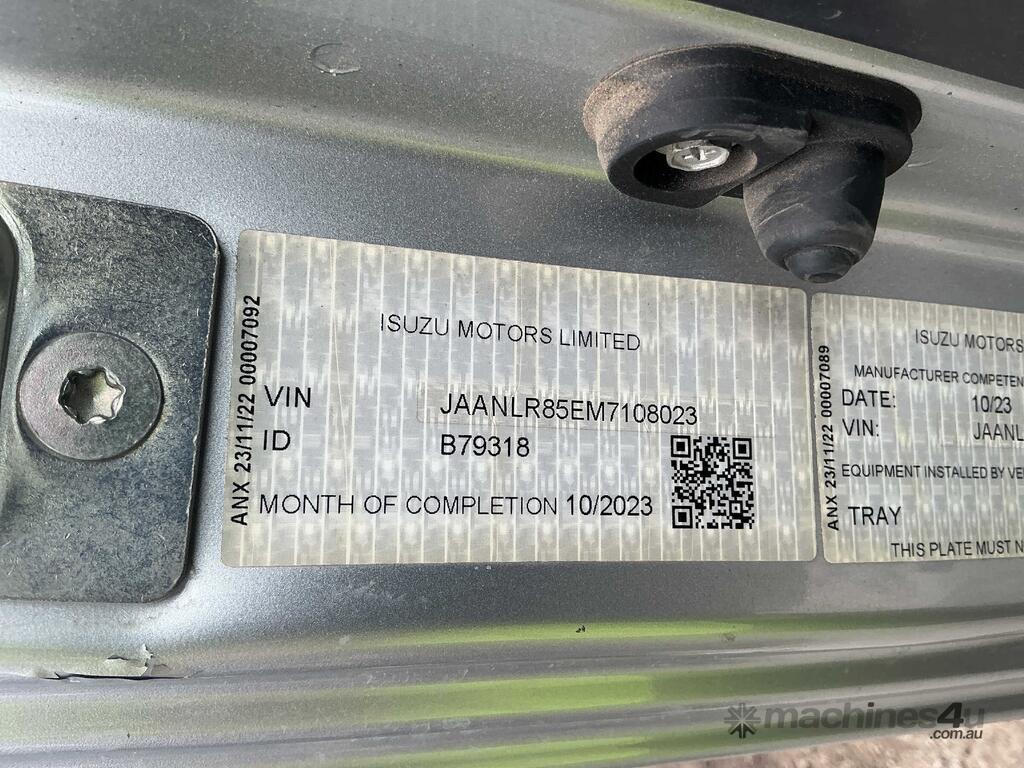 ISUZU MOTORS LIMITED
VIN JAANLR85EM7108023
ID B79318
MONTH OF COMPLETION 10/2023
ANX 23/11/22 00007092
ISUZU MOTORS
MANUFACTURER COMPETEN
DATE: 10/23
VIN: JAANL
EQUIPMENT INSTALLED BY VE
TRAY
THIS PLATE MUST N
ANX 23/11/22 00007089
machines4u
.com.au